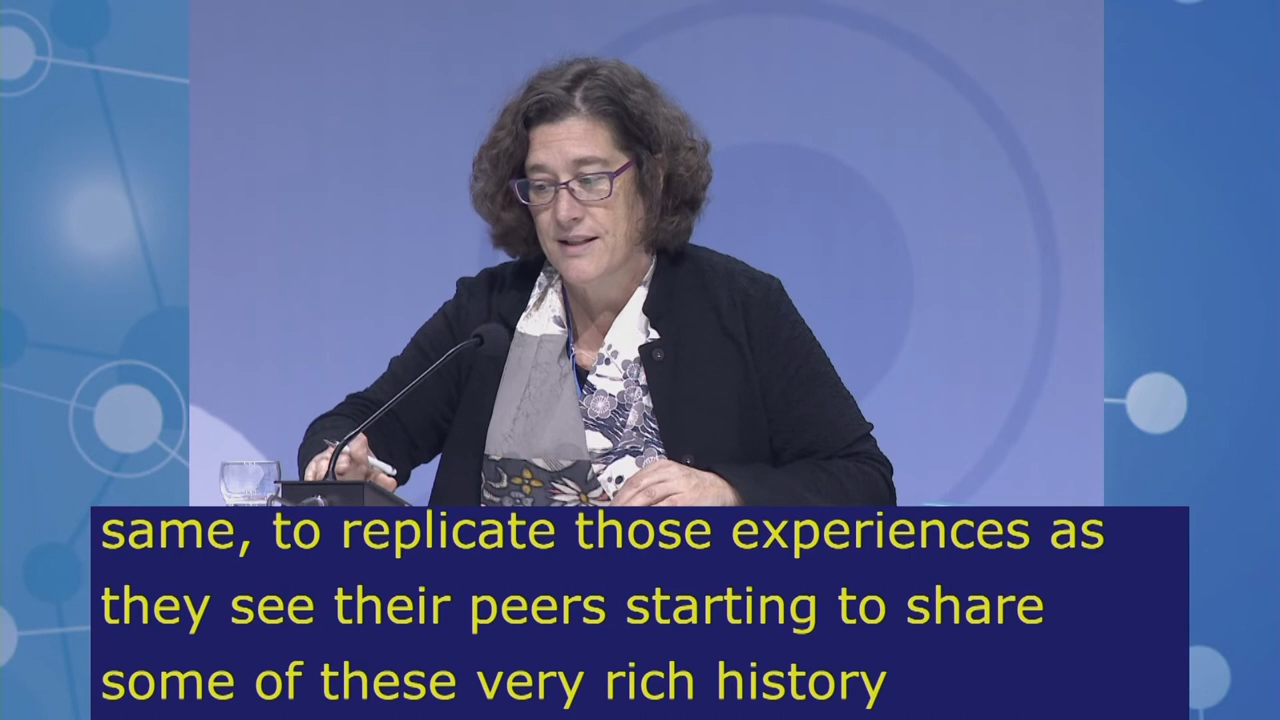 same, to replicate those experiences as
they see their peers starting to share
some of these very rich history